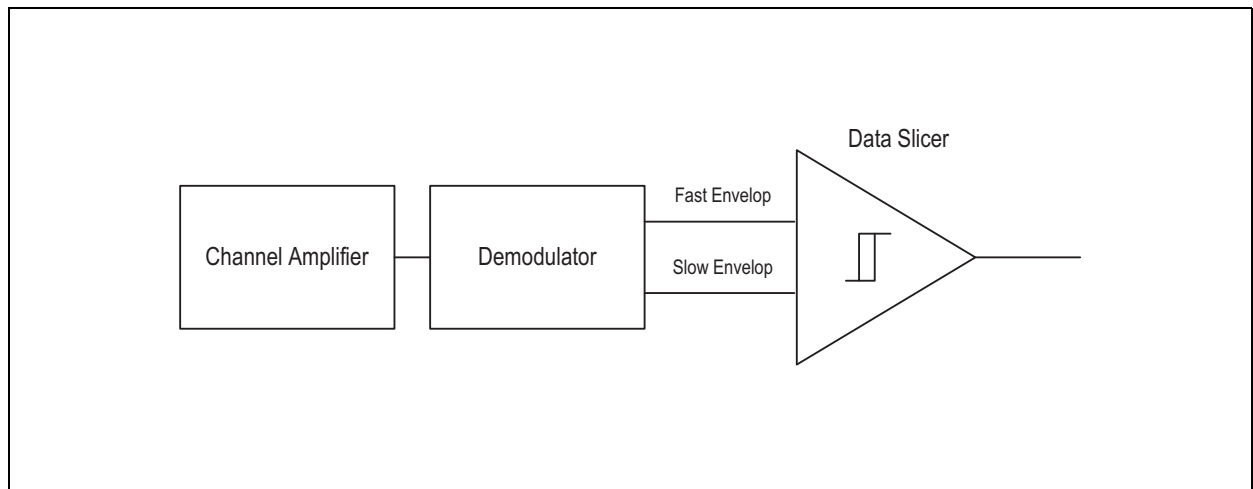 Data Slicer
Fast Envelop
Channel Amplifier
Demodulator
Slow Envelop